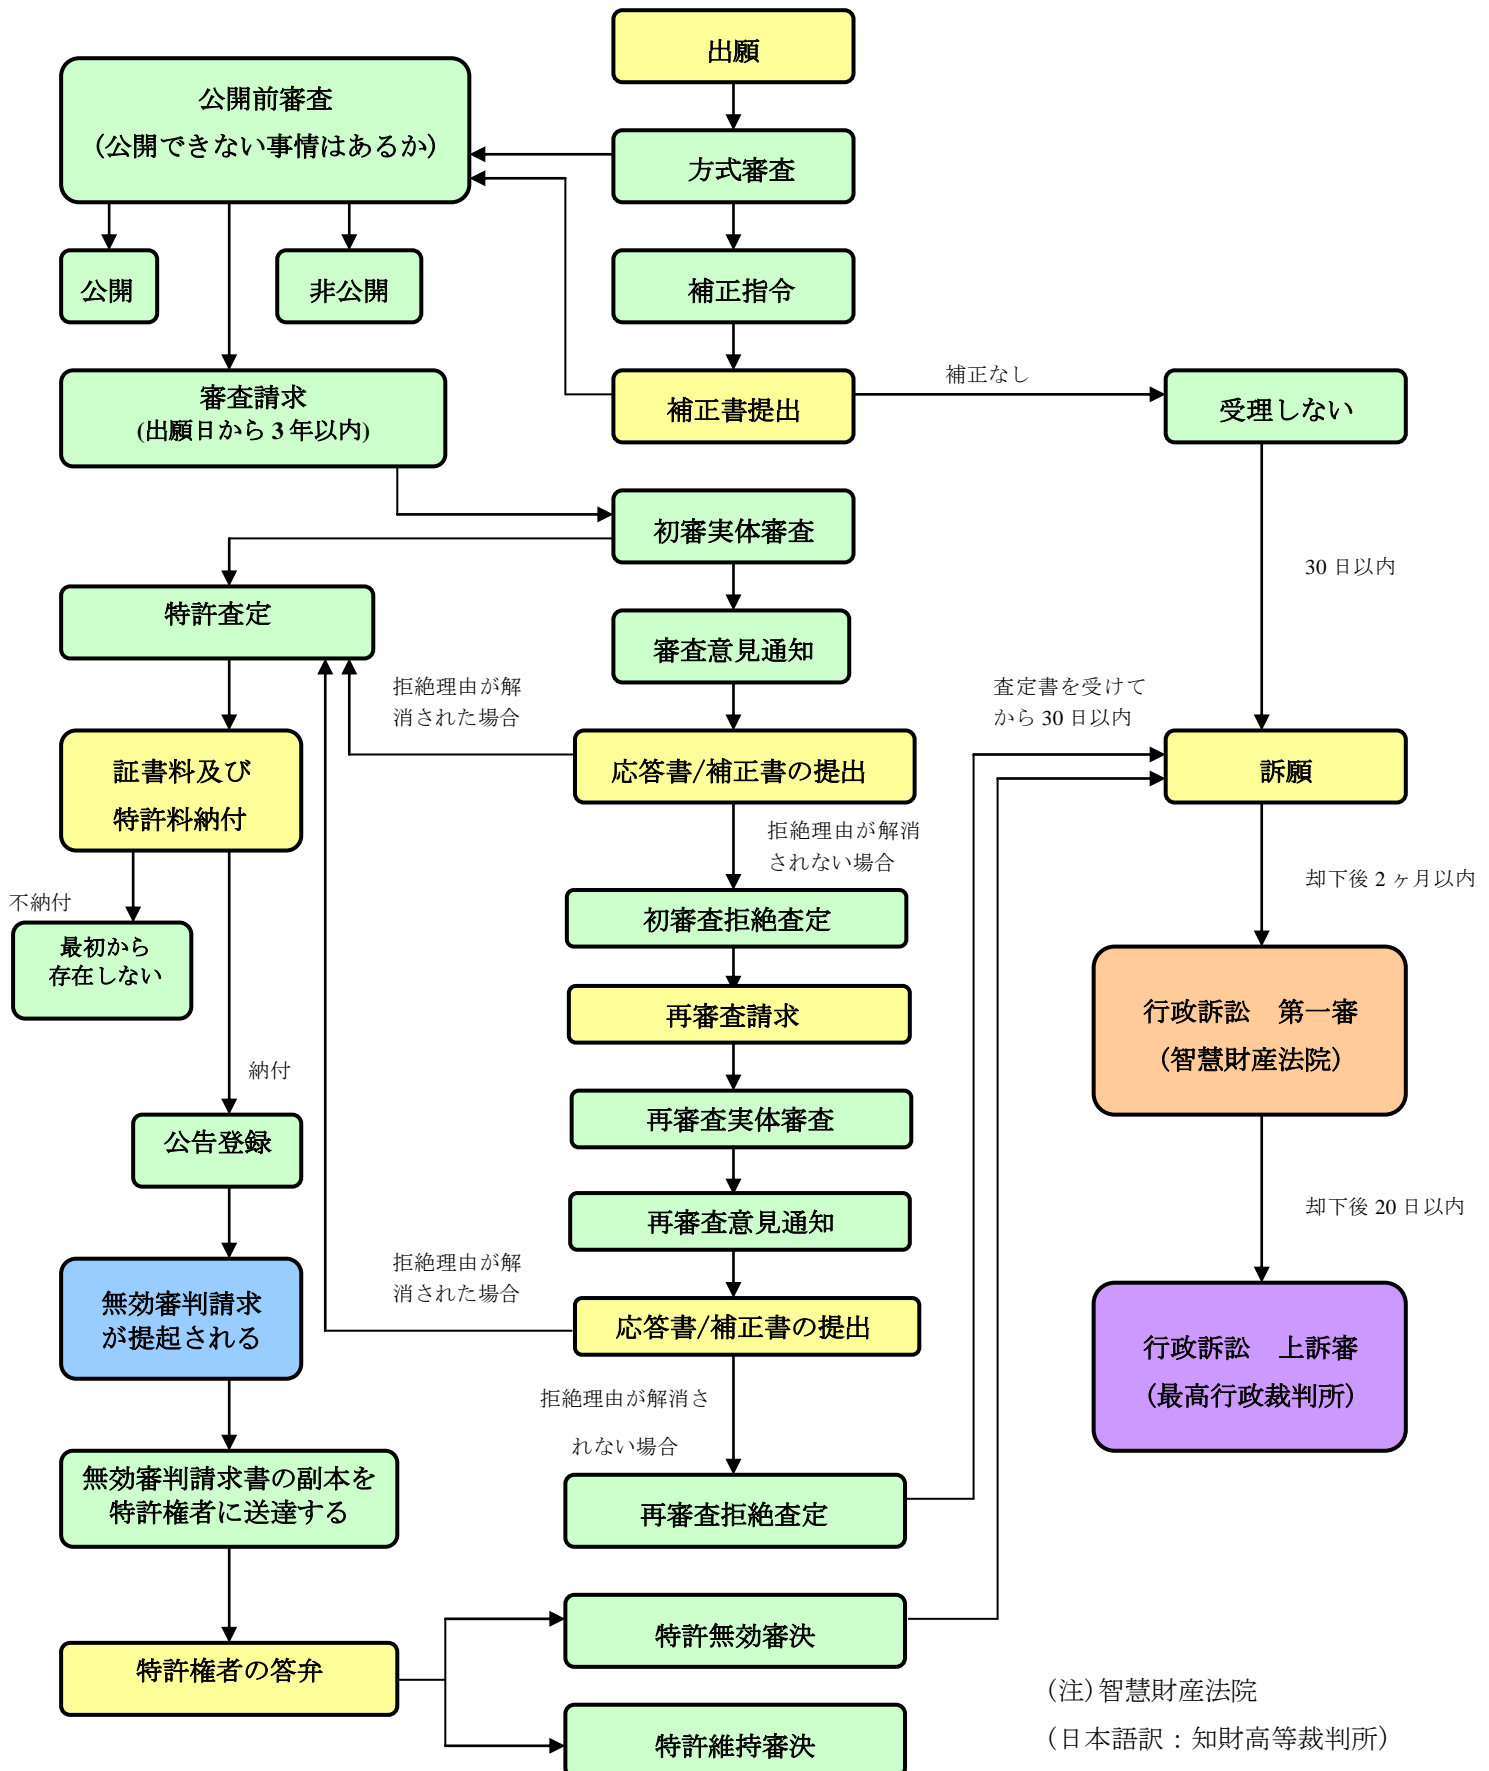 出願
公開前審査
（公開できない事情はあるか）
方式審査
公開
非公開
補正指令
審査請求
(出願日から 3 年以内)
補正書提出
補正なし
受理しない
初審実体審査
30 日以内
特許査定
審査意見通知
拒絶理由が解
消された場合
査定書を受けて
から 30 日以内
証書料及び
特許料納付
応答書/補正書の提出
訴願
拒絶理由が解消
されない場合
却下後 2 ヶ月以内
不納付
最初から
存在しない
初審査拒絶査定
再審査請求
行政訴訟　第一審
（智慧財産法院）
納付
公告登録
再審査実体審査
再審査意見通知
却下後 20 日以内
無効審判請求
が提起される
拒絶理由が解
消された場合
応答書/補正書の提出
行政訴訟　上訴審
（最高行政裁判所）
拒絶理由が解消さ
れない場合
無効審判請求書の副本を
特許権者に送達する
再審査拒絶査定
特許権者の答弁
特許無効審決
特許維持審決
（注）智慧財産法院
（日本語訳：知財高等裁判所）